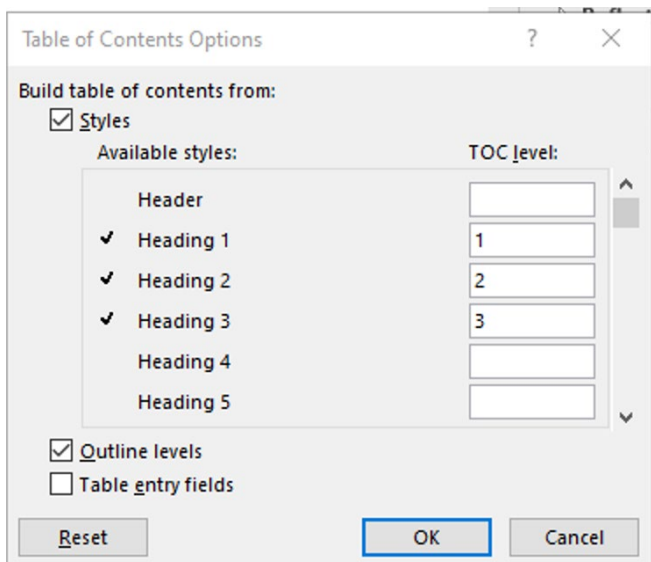 Table of Contents Options ?
Build table of contents from:
Styles
Available styles: TOC level:
Header
Heading 1 1
Heading 2 2
Heading 3 3
Heading 4
Heading 5
Outline levels
Table entry fields
Reset OK Cancel